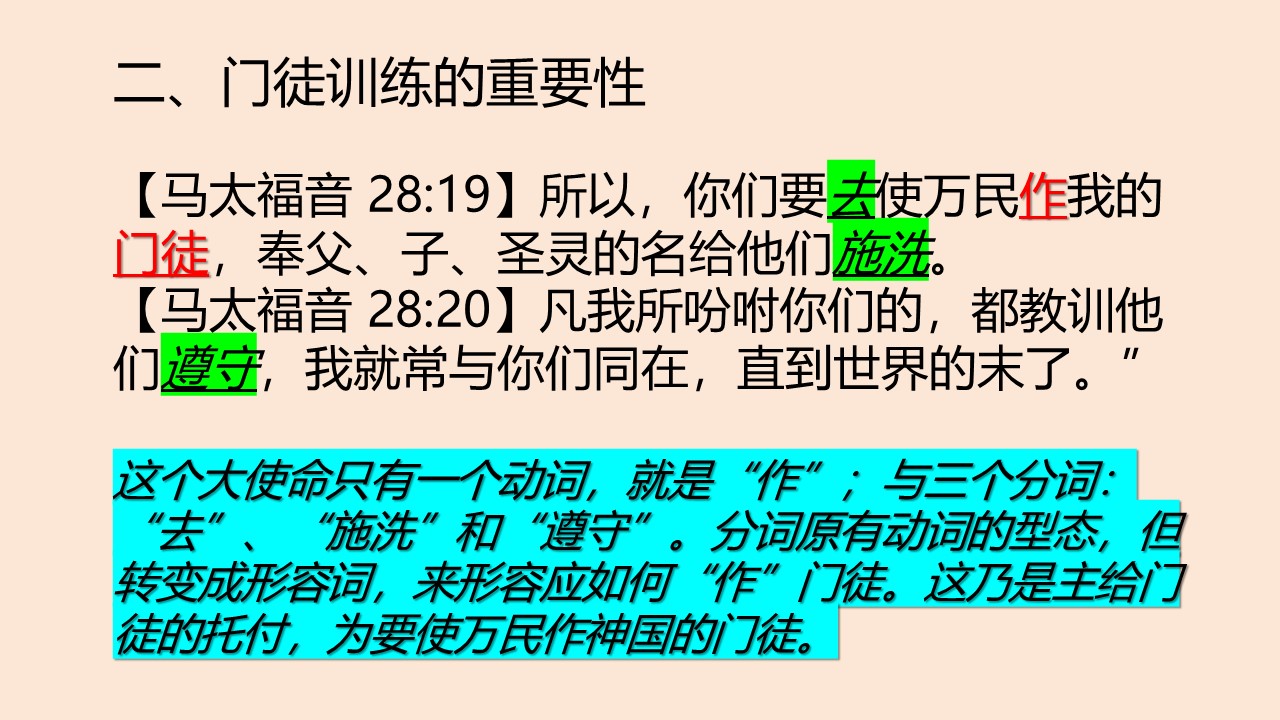 二、门徒训练的重要性
【马太福音 28:19】所以，你们要去使万民作我的
门徒，奉父、子、圣灵的名给他们施洗。
【马太福音 28:20】凡我所吩咐你们的，都教训他
们遵守，我就常与你们同在，直到世界的末了。”
这个大使命只有一个动词，就是“作”；与三个分词：
“去”、“施洗”和“遵守”。分词原有动词的型态，但
转变成形容词，来形容应如何“作”门徒。这乃是主给门
徒的托付，为要使万民作神国的门徒。